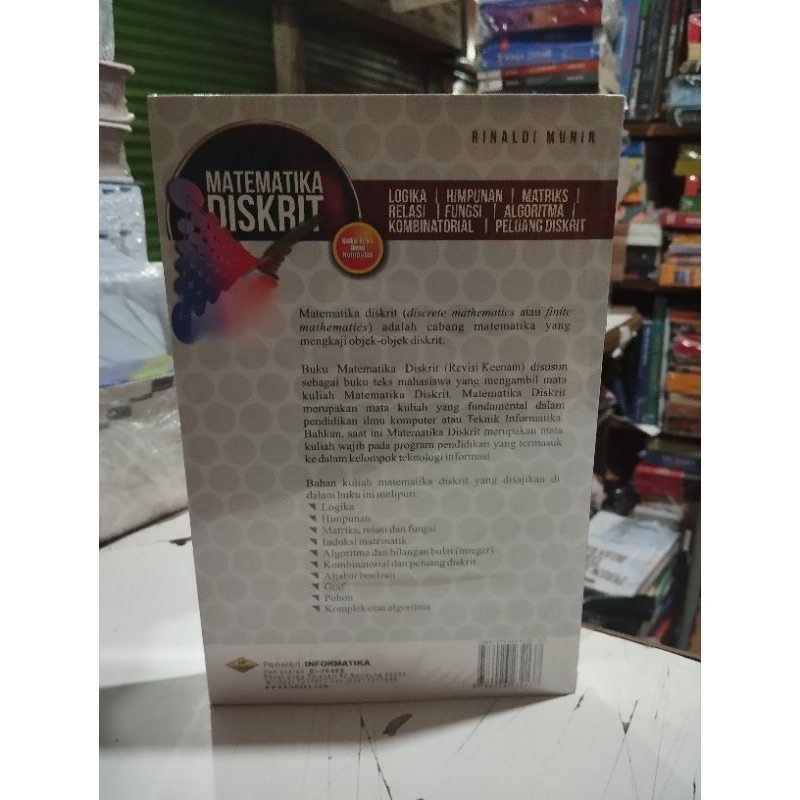 RINALDI MUNIR
MATEMATIKA
DISKRIT
LOGIKA | HIMPUNAN | MATRIKS |
RELASI | FUNGSI | ALGORITMA |
KOMBINATORIAL | PELUANG DISKRIT
Buku Teks
Ilmu
Komputer
Matematika diskrit (discrete mathematics atau finite
mathematics) adalah cabang matematika yang
mengkaji objek-objek diskrit.
Buku Matematika Diskrit (Revisi Keenam) disusun
sebagai buku teks mahasiswa yang mengambil mata
kuliah Matematika Diskrit. Matematika Diskrit
merupakan mata kuliah yang fundamental dalam
pendidikan ilmu komputer atau Teknik Informatika.
Bahkan, saat ini Matematika Diskrit merupakan mata
kuliah wajib pada program pendidikan yang termasuk
ke dalam kelompok teknologi informasi
Bahan kuliah matematika diskrit yang disajikan di
dalam buku ini meliputi:
Logika
Himpunan
Matriks, relasi dan fungsi
Induksi matematik
Algoritma dan bilangan bulat (integer)
Kombinatorial dan peluang diskrit
Aljabar boolean
Graf
Pohon
Kompleksitas algoritma
Penerbit INFORMATIKA